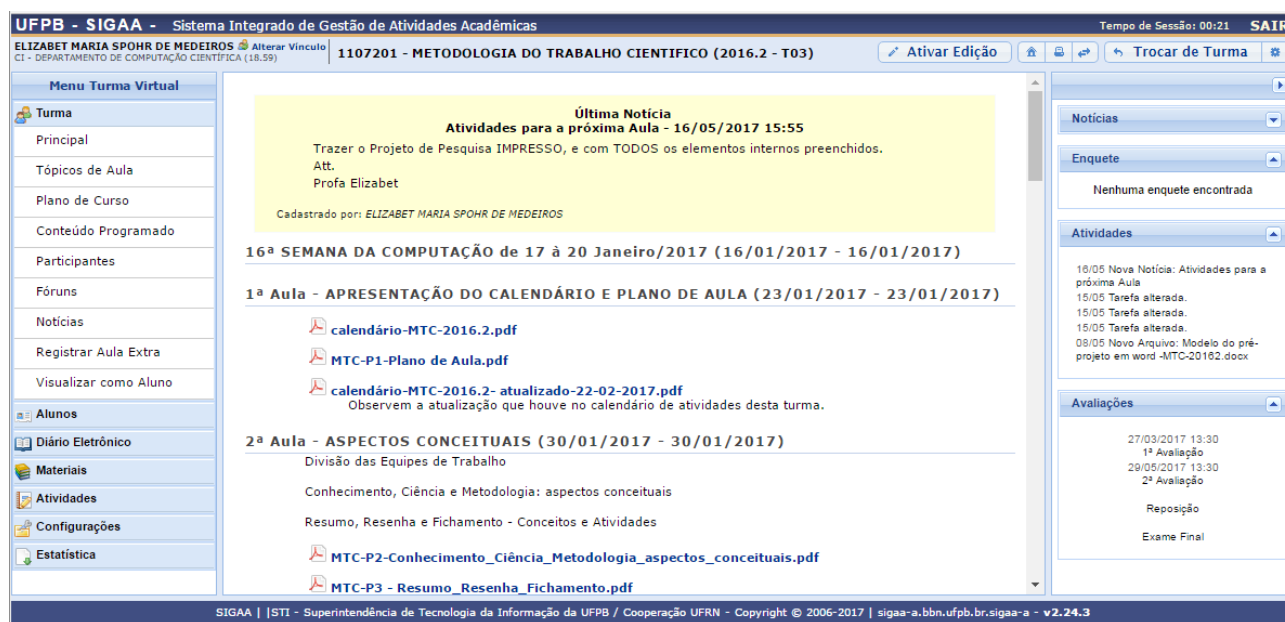 UFPB - SIGAA - Sistema Integrado de Gestão de Atividades Acadêmicas
Tempo de Sessão: 00:21 SAIR
ELIZABET MARIA SPOHR DE MEDEIROS Alterar Vínculo
CI - DEPARTAMENTO DE COMPUTAÇÃO CIENTÍFICA (18.59)
1107201 - METODOLOGIA DO TRABALHO CIENTIFICO (2016.2 - T03)
Ativar Edição
Trocar de Turma
Menu Turma Virtual
Turma
Principal
Tópicos de Aula
Plano de Curso
Conteúdo Programado
Participantes
Fóruns
Notícias
Registrar Aula Extra
Visualizar como Aluno
Alunos
Diário Eletrônico
Materiais
Atividades
Configurações
Estatística
Última Notícia
Atividades para a próxima Aula - 16/05/2017 15:55
Trazer o Projeto de Pesquisa IMPRESSO, e com TODOS os elementos internos preenchidos.
Att.
Profa Elizabet
Cadastrado por: ELIZABET MARIA SPOHR DE MEDEIROS
16ª SEMANA DA COMPUTAÇÃO de 17 à 20 Janeiro/2017 (16/01/2017 - 16/01/2017)
1ª Aula - APRESENTAÇÃO DO CALENDÁRIO E PLANO DE AULA (23/01/2017 - 23/01/2017)
calendário-MTC-2016.2.pdf
MTC-P1-Plano de Aula.pdf
calendário-MTC-2016.2- atualizado-22-02-2017.pdf
Observem a atualização que houve no calendário de atividades desta turma.
2ª Aula - ASPECTOS CONCEITUAIS (30/01/2017 - 30/01/2017)
Divisão das Equipes de Trabalho
Conhecimento, Ciência e Metodologia: aspectos conceituais
Resumo, Resenha e Fichamento - Conceitos e Atividades
MTC-P2-Conhecimento_Ciência_Metodologia_aspectos_conceituais.pdf
MTC-P3 - Resumo_Resenha_Fichamento.pdf
Notícias
Enquete
Nenhuma enquete encontrada
Atividades
16/05 Nova Notícia: Atividades para a
próxima Aula
15/05 Tarefa alterada.
15/05 Tarefa alterada.
15/05 Tarefa alterada.
08/05 Novo Arquivo: Modelo do pré-
projeto em word -MTC-20162.docx
Avaliações
27/03/2017 13:30
1ª Avaliação
29/05/2017 13:30
2ª Avaliação
Reposição
Exame Final
SIGAA | |STI - Superintendência de Tecnologia da Informação da UFPB / Cooperação UFRN - Copyright © 2006-2017 | sigaa-a.bbn.ufpb.br.sigaa-a - v2.24.3